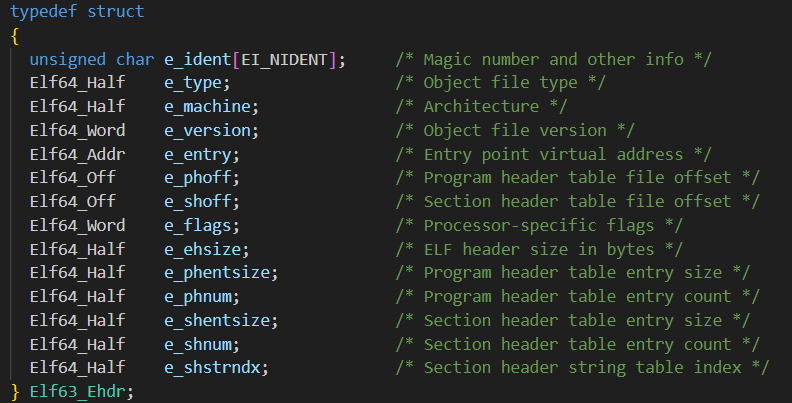 typedef struct
{
  unsigned char e_ident[EI_NIDENT];     /* Magic number and other info */
  Elf64_Half    e_type;                 /* Object file type */
  Elf64_Half    e_machine;              /* Architecture */
  Elf64_Word    e_version;              /* Object file version */
  Elf64_Addr    e_entry;                /* Entry point virtual address */
  Elf64_Off     e_phoff;                /* Program header table file offset */
  Elf64_Off     e_shoff;                /* Section header table file offset */
  Elf64_Word    e_flags;                /* Processor-specific flags */
  Elf64_Half    e_ehsize;               /* ELF header size in bytes */
  Elf64_Half    e_phentsize;            /* Program header table entry size */
  Elf64_Half    e_phnum;                /* Program header table entry count */
  Elf64_Half    e_shentsize;            /* Section header table entry size */
  Elf64_Half    e_shnum;                /* Section header table entry count */
  Elf64_Half    e_shstrndx;             /* Section header string table index */
} Elf63_Ehdr;